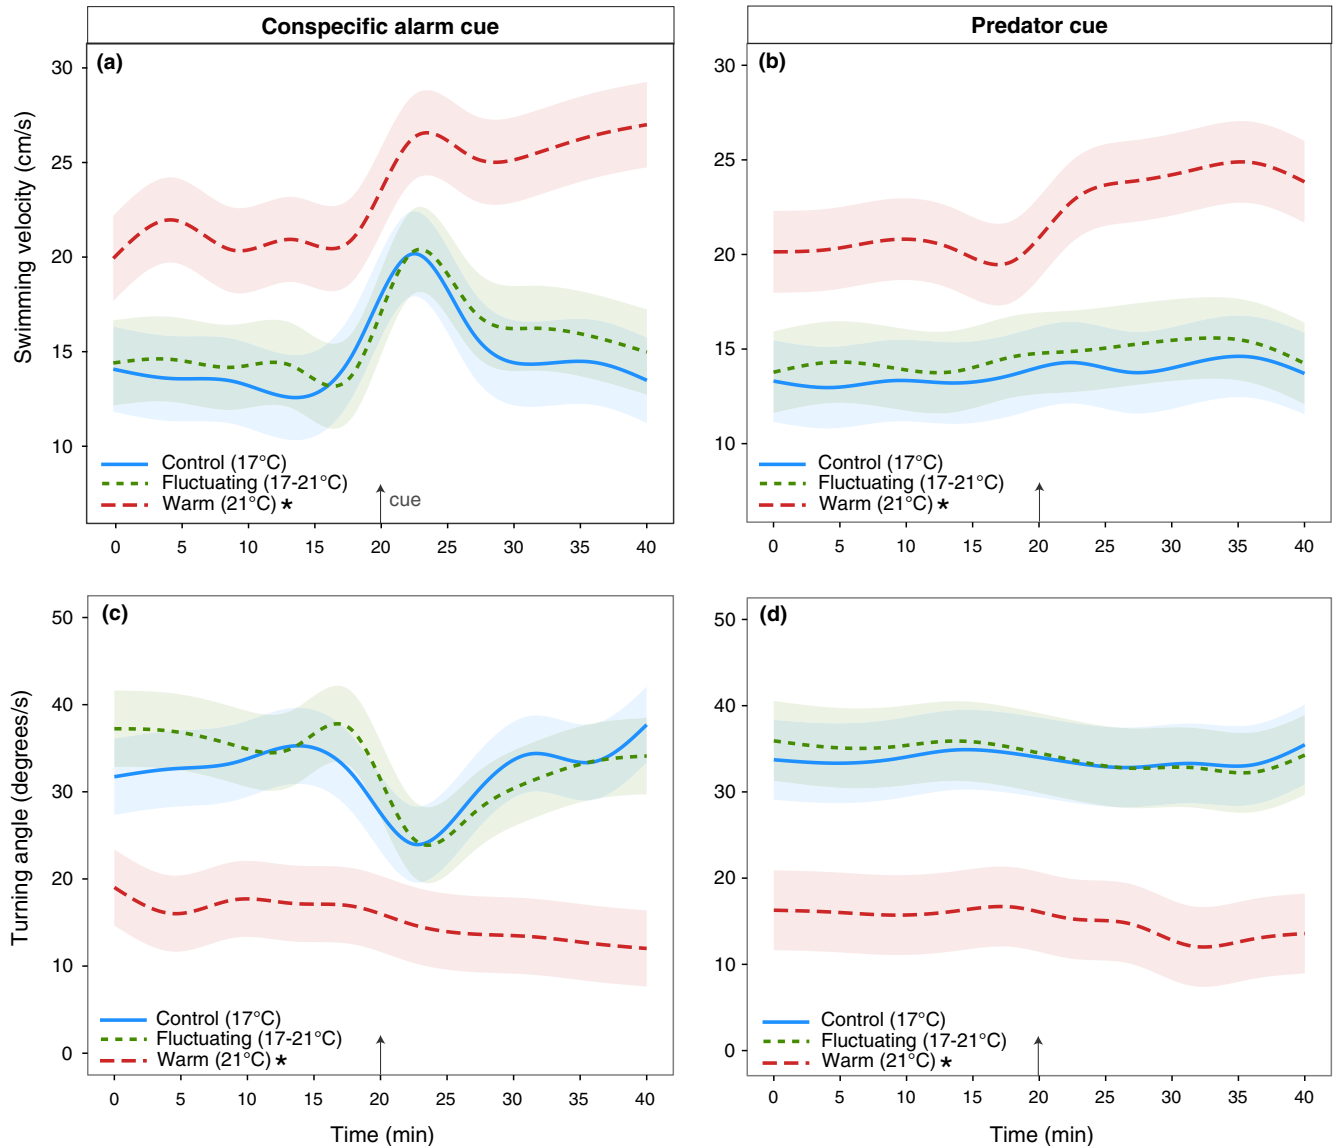 Conspecific alarm cue
Predator cue
(a)
Swimming velocity (cm/s)
30
25
20
15
10
Control (17°C)
Fluctuating (17-21°C)
Warm (21°C) *
cue
0 5 10 15 20 25 30 35 40
(b)
30
25
20
15
10
Control (17°C)
Fluctuating (17-21°C)
Warm (21°C) *
0 5 10 15 20 25 30 35 40
(c)
Turning angle (degrees/s)
50
40
30
20
10
0
Control (17°C)
Fluctuating (17-21°C)
Warm (21°C) *
0 5 10 15 20 25 30 35 40
Time (min)
(d)
50
40
30
20
10
0
Control (17°C)
Fluctuating (17-21°C)
Warm (21°C) *
0 5 10 15 20 25 30 35 40
Time (min)